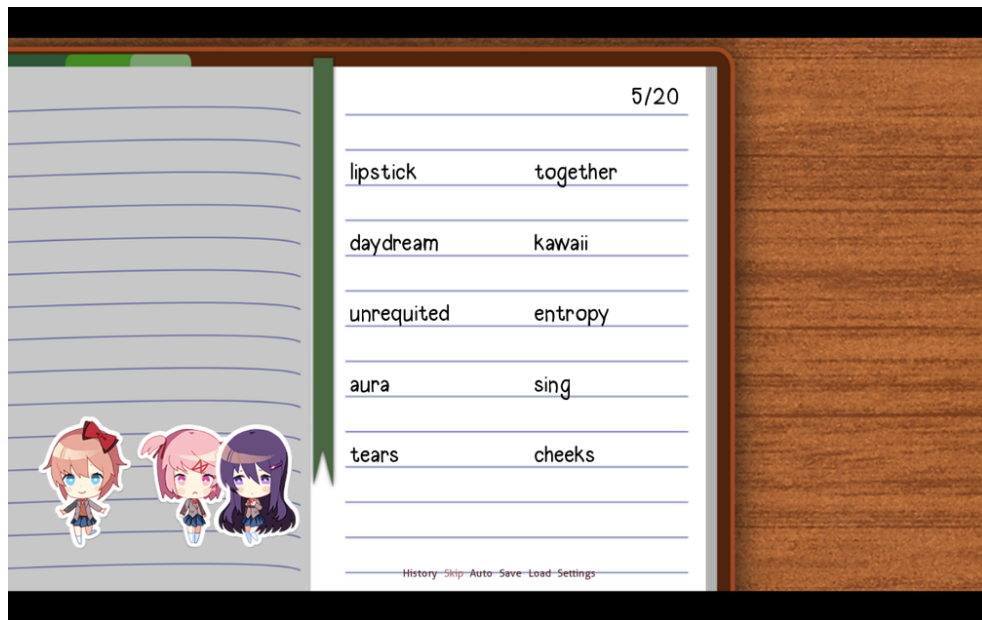 5/20
lipstick together
daydream kawaii
unrequited entropy
aura sing
tears cheeks
History Skip Auto Save Load Settings